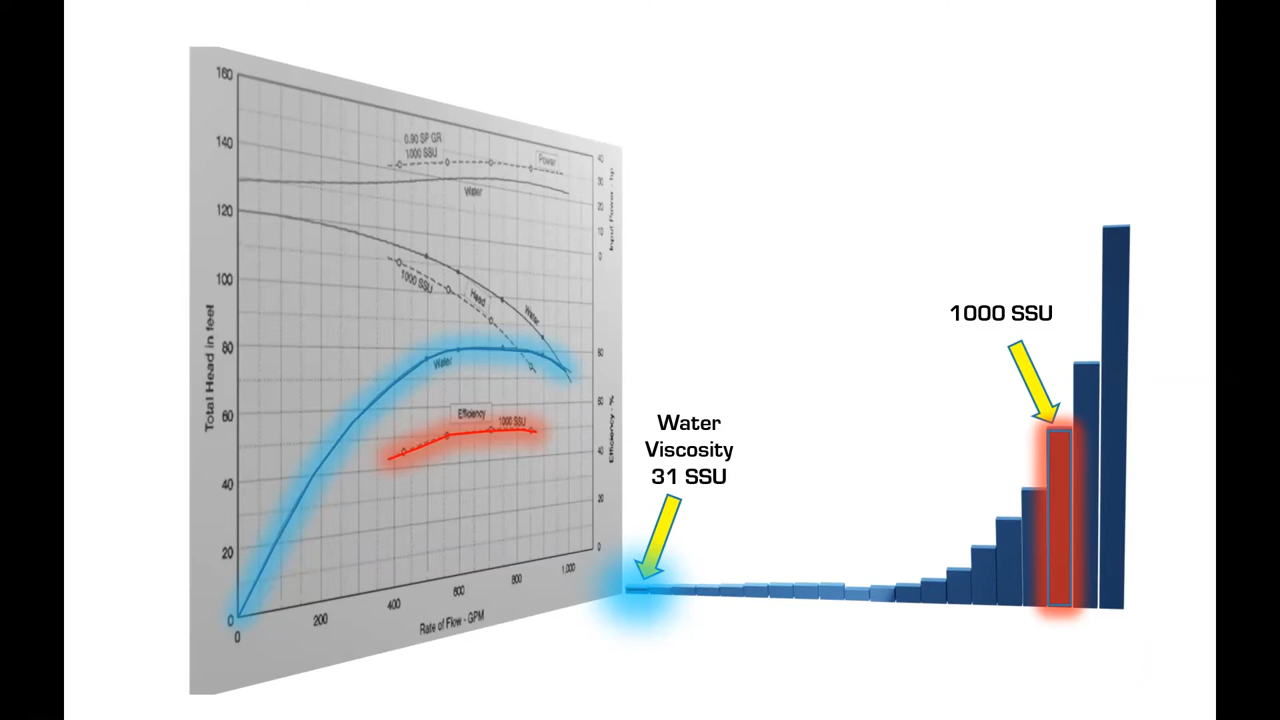 160
140
120
100
80
60
40
20
0
Total Head in feet
0
200
400
600
800
1,000
Rate of Flow - GPM
0.90 SP GR
1000 SSU
Power
Water
40
30
20
10
0
Input Power - hp
1000 SSU
Head
Water
Water
Efficiency
1000 SSU
80
60
40
20
0
Efficiency - %
Water
Viscosity
31 SSU
1000 SSU